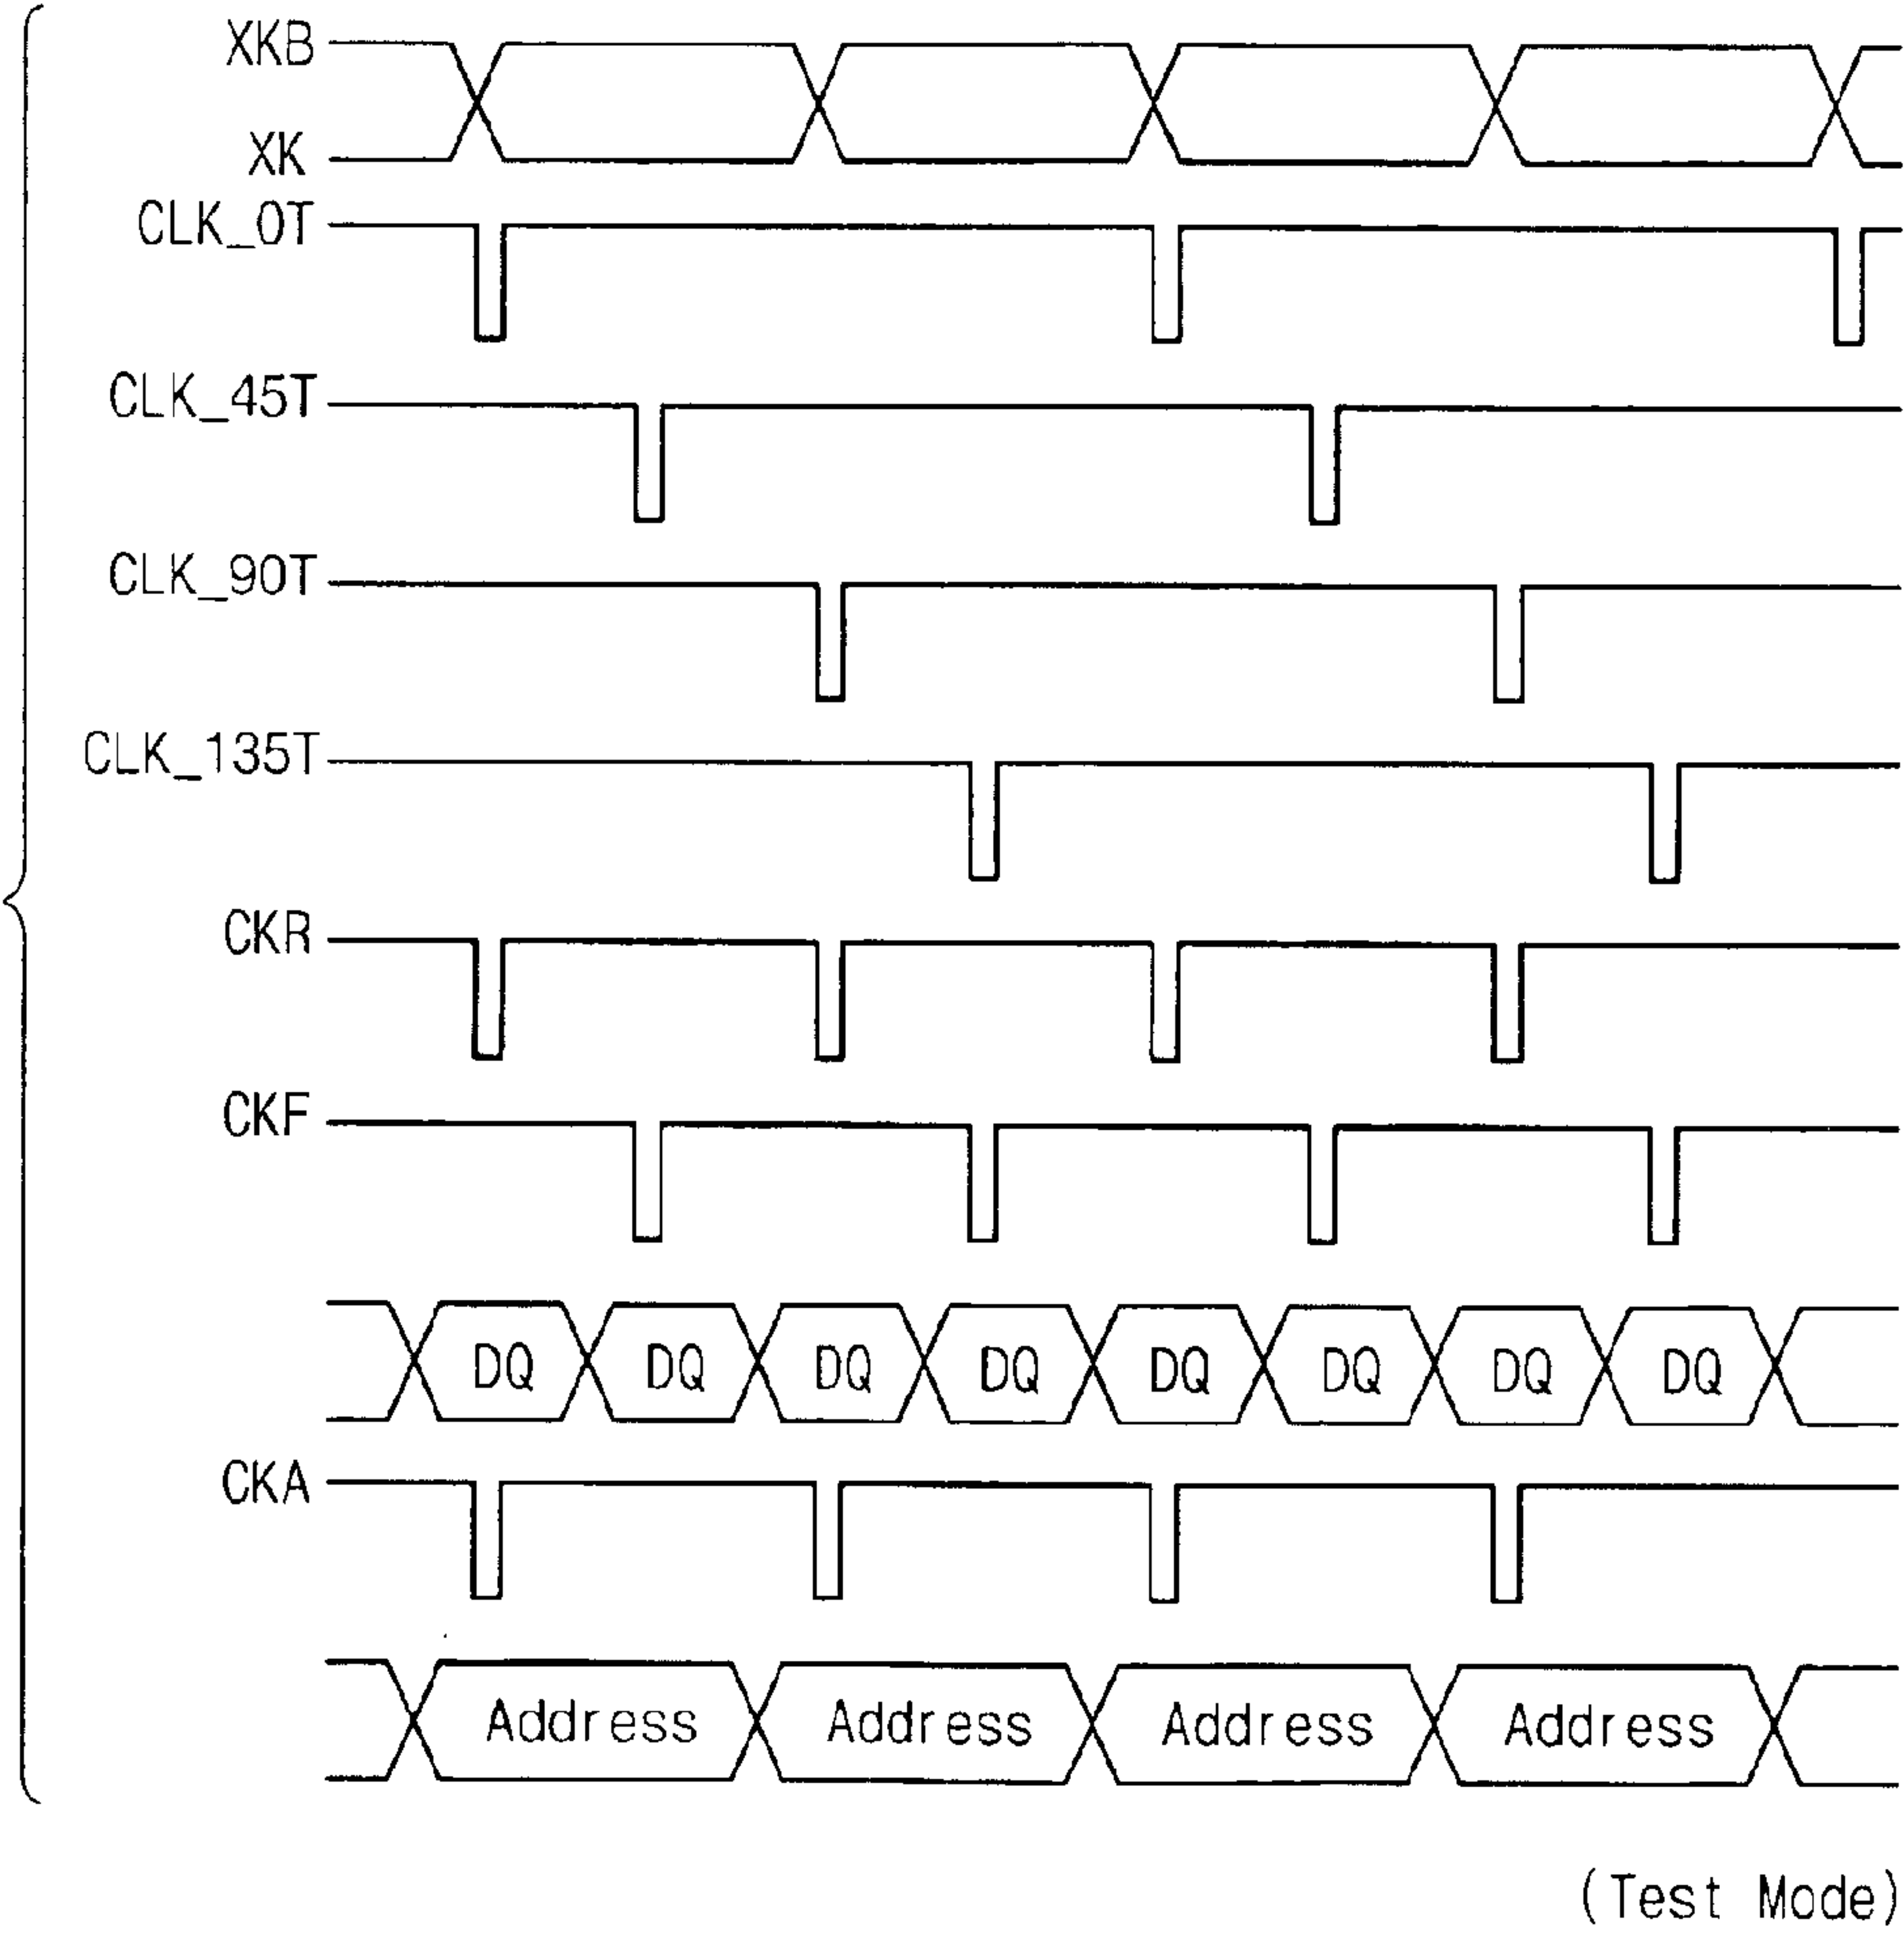 XKB
XK
CLK_0T
CLK_45T
CLK_90T
CLK_135T
CKR
CKF
DQ DQ DQ DQ DQ DQ DQ DQ
CKA
Address Address Address Address
(Test Mode)